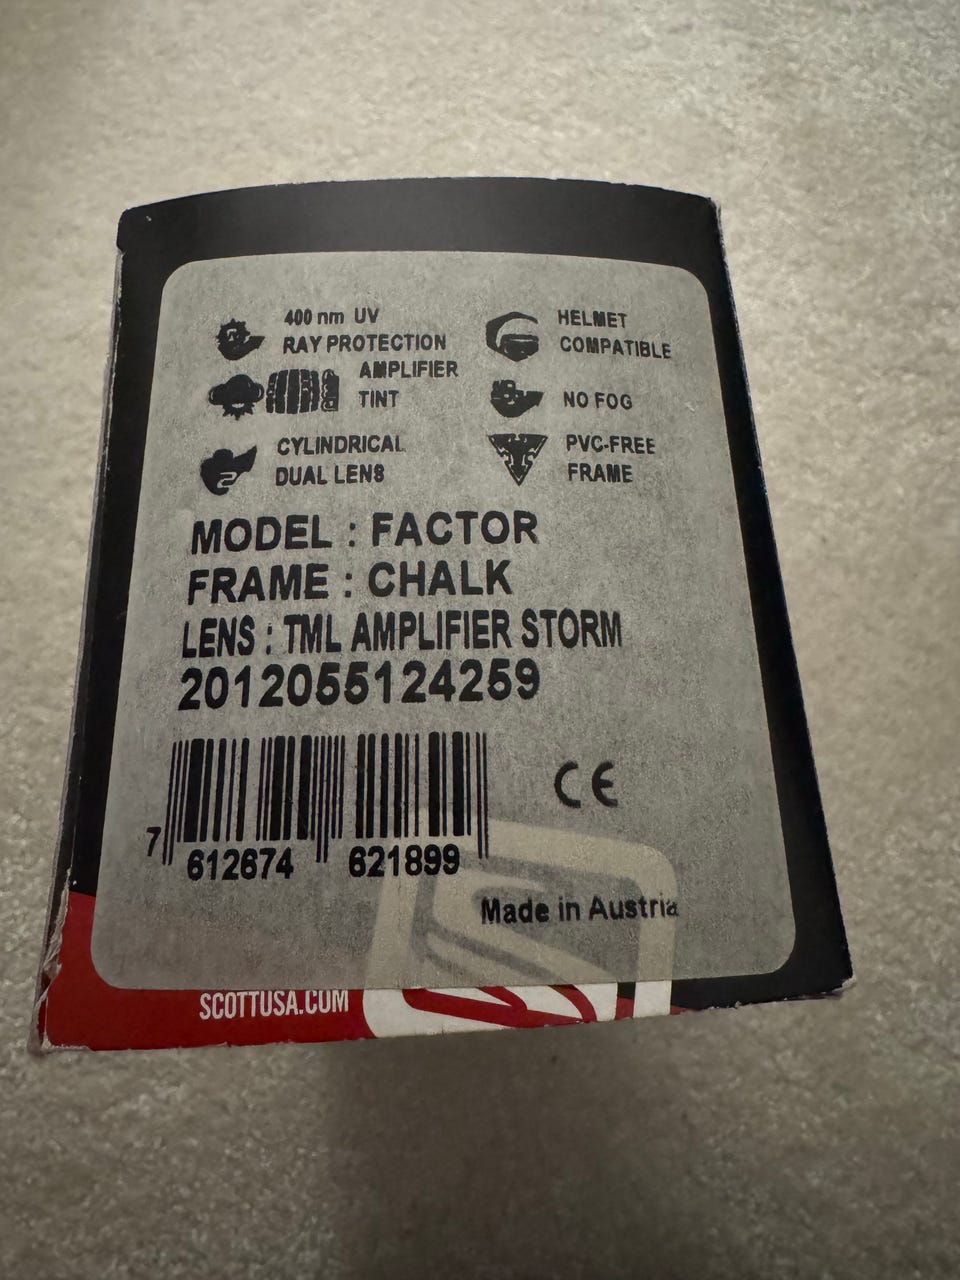 400 nm UV
RAY PROTECTION
AMPLIFIER
TINT
CYLINDRICAL
DUAL LENS
HELMET
COMPATIBLE
NO FOG
PVC-FREE
FRAME
MODEL : FACTOR
FRAME : CHALK
LENS : TML AMPLIFIER STORM
2012055124259
7 612674 621899
CE
Made in Austria
SCOTTUSA.COM